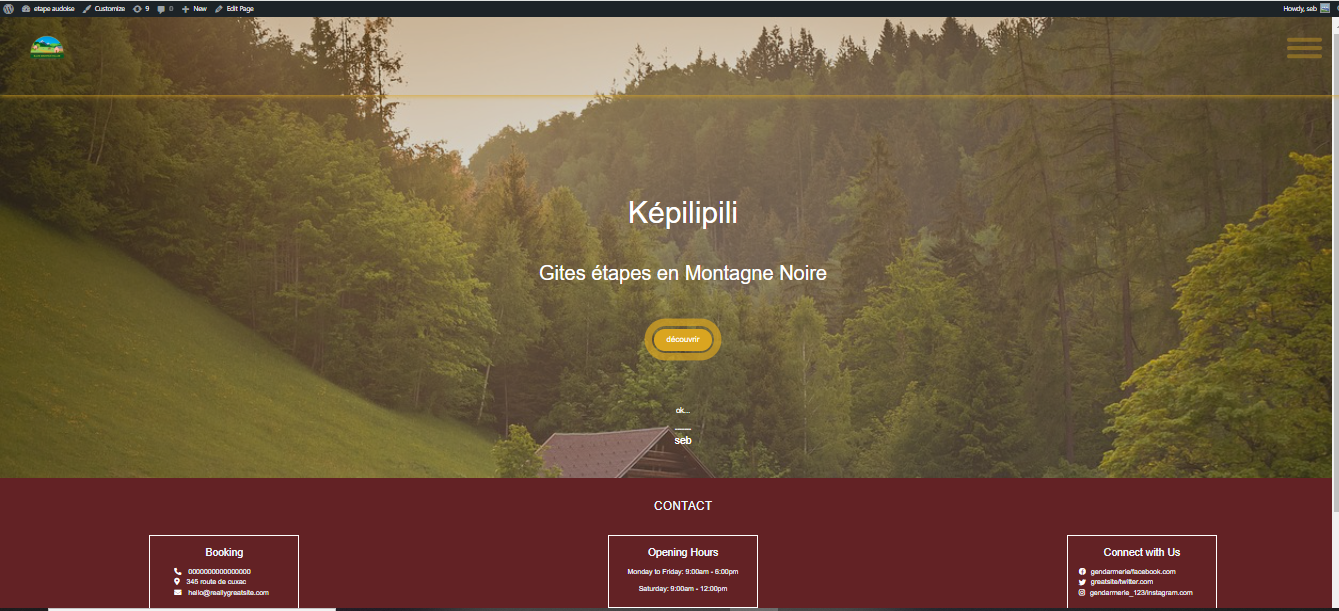 etape audoise Customize 9 0 New Edit Page Howdy, seb
Képilipili
Gites étapes en Montagne Noire
découvrir
ok...
seb
CONTACT
Booking
0000000000000000
345 route de cuxac
hello@reallygreatsite.com
Opening Hours
Monday to Friday: 9:00am - 6:00pm
Saturday: 9:00am - 12:00pm
Connect with Us
gendarmerie/facebook.com
greatsite/twitter.com
gendarmerie_123/instagram.com